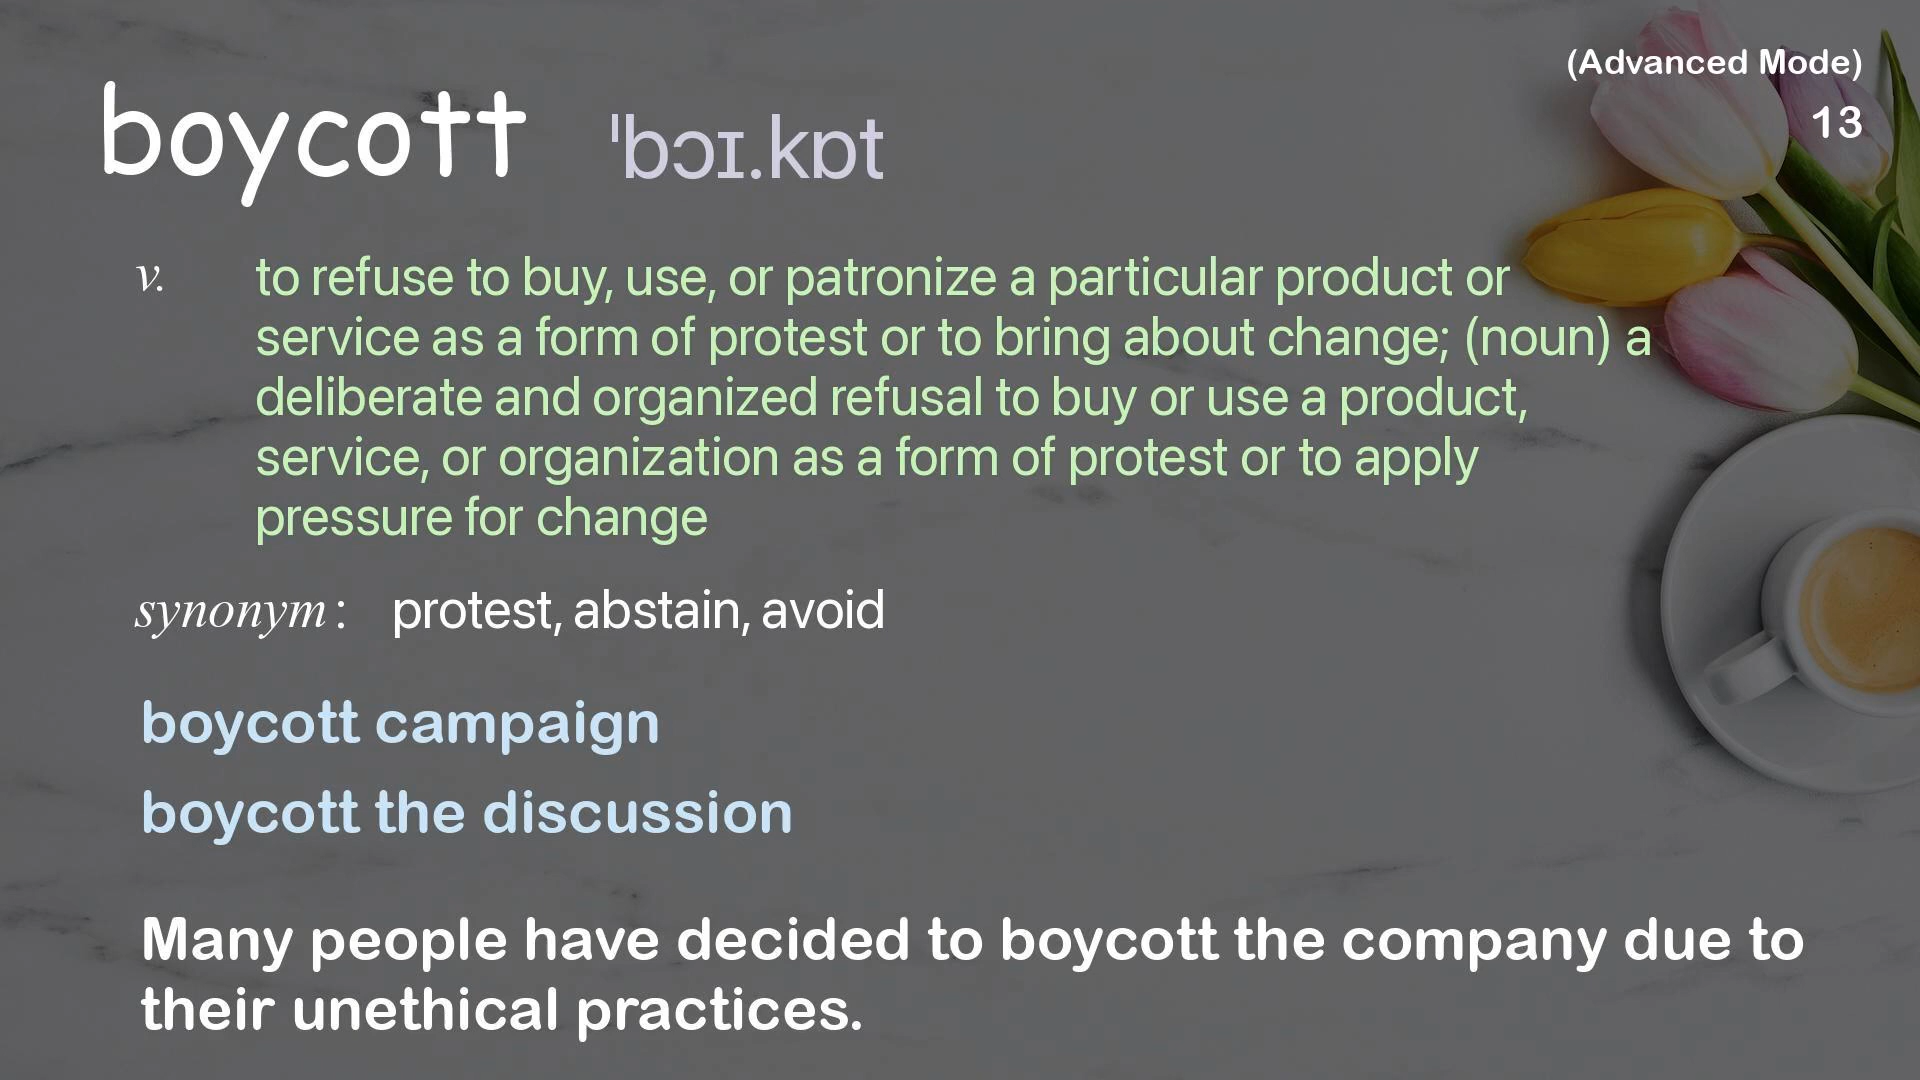 (Advanced Mode)
13
boycott ˈbɔɪ.kɒt
v. to refuse to buy, use, or patronize a particular product or
service as a form of protest or to bring about change; (noun) a
deliberate and organized refusal to buy or use a product,
service, or organization as a form of protest or to apply
pressure for change
synonym : protest, abstain, avoid
boycott campaign
boycott the discussion
Many people have decided to boycott the company due to
their unethical practices.